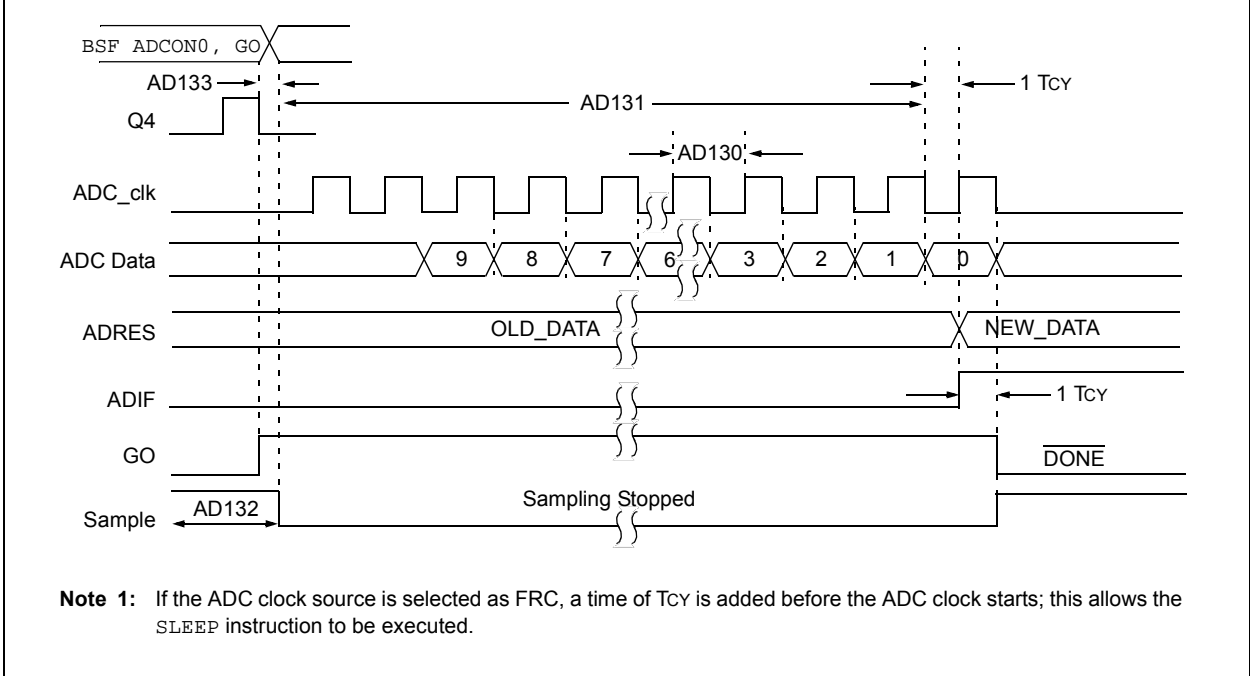 BSF ADCON0, GO
AD133
1 TCY
AD131
Q4
AD130
ADC_clk
ADC Data
9 8 7 6 3 2 1 0
ADRES
OLD_DATA
NEW_DATA
ADIF
1 TCY
GO
DONE
Sampling Stopped
AD132
Sample
Note 1: If the ADC clock source is selected as FRC, a time of TCY is added before the ADC clock starts; this allows the
SLEEP instruction to be executed.